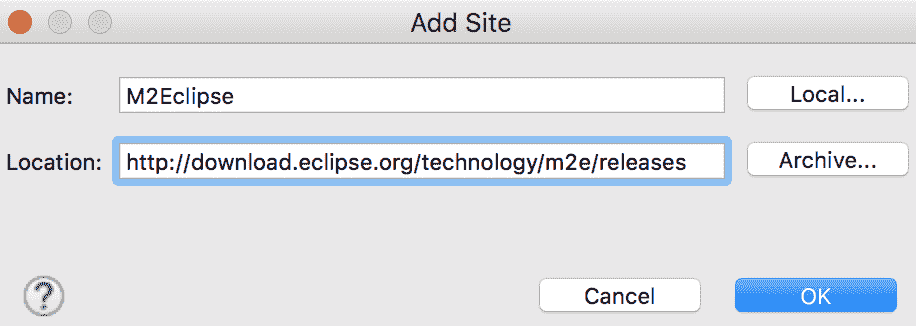 Add Site
Name: M2Eclipse Local...
Location: http://download.eclipse.org/technology/m2e/releases Archive...
? Cancel OK